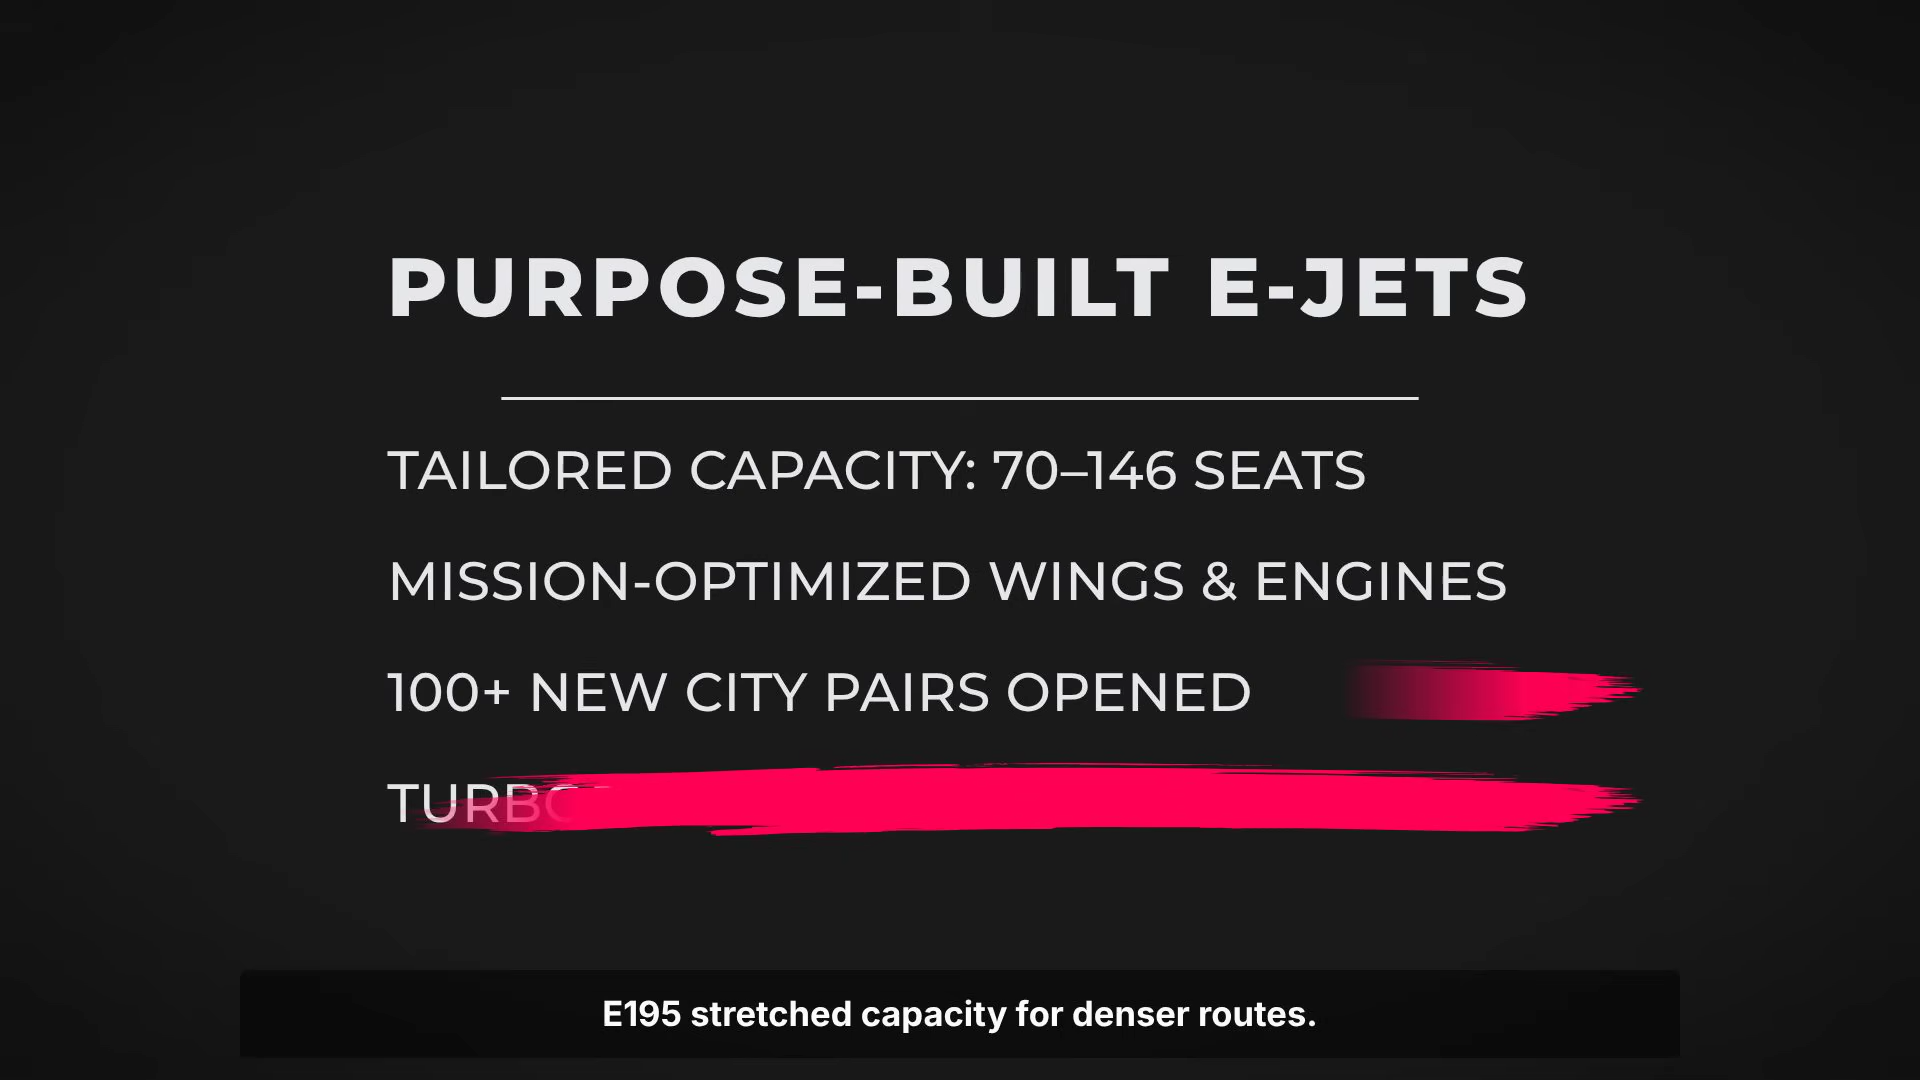 PURPOSE-BUILT E-JETS
TAILORED CAPACITY: 70–146 SEATS
MISSION-OPTIMIZED WINGS & ENGINES
100+ NEW CITY PAIRS OPENED
E195 stretched capacity for denser routes.